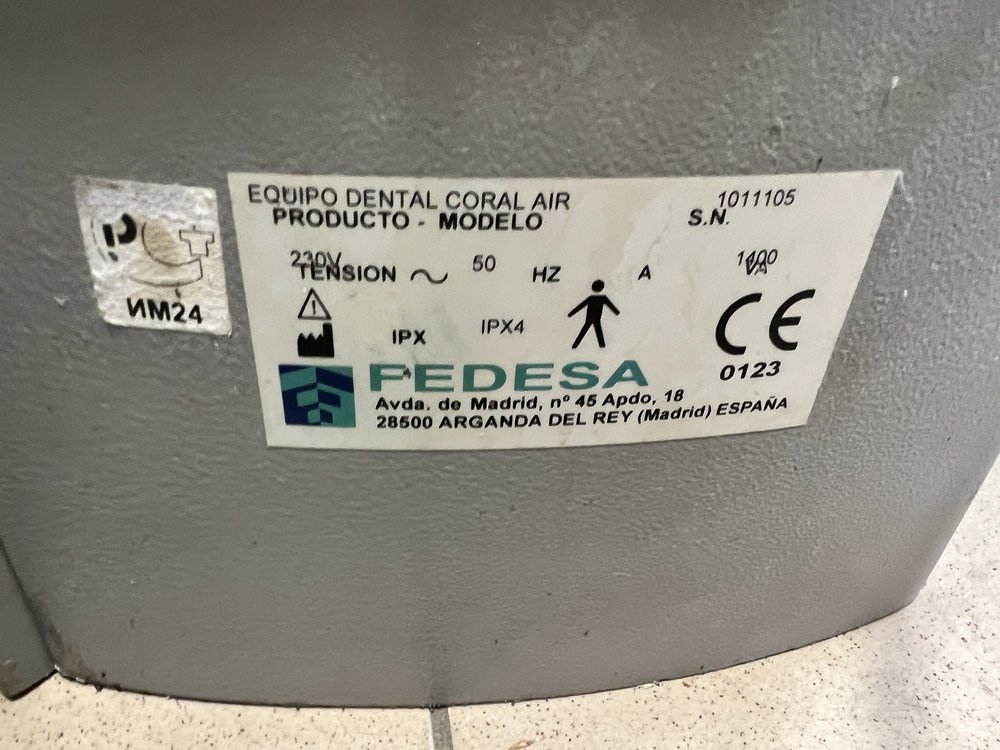 EQUIPO DENTAL CORAL AIR
1011105
PRODUCTO - MODELO
S.N.
230V
50
1400
TENSION
HZ
A
VA
IPX
IPX4
CE
0123
FEDESA
Avda. de Madrid, nº 45 Apdo, 18
28500 ARGANDA DEL REY (Madrid) ESPAÑA
ИМ24